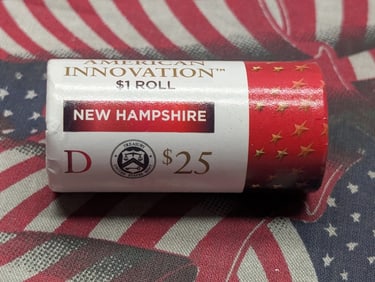 AMERICAN
INNOVATION™
$1 ROLL
NEW HAMPSHIRE
D $25